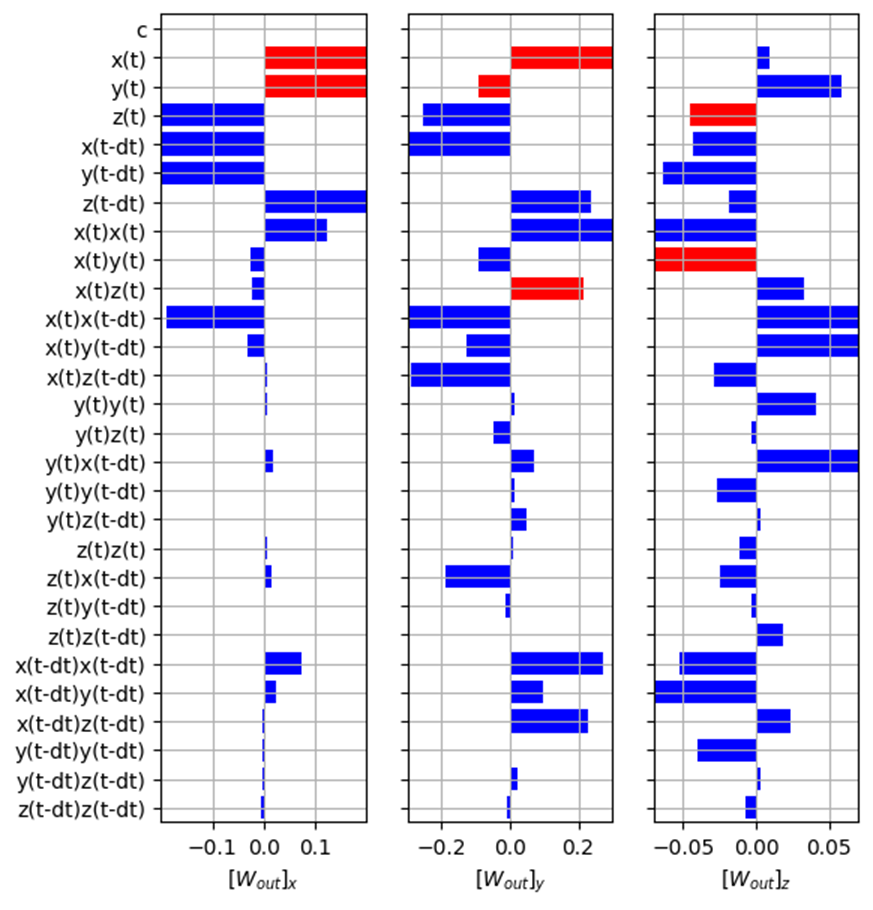 c
x(t)
y(t)
z(t)
x(t-dt)
y(t-dt)
z(t-dt)
x(t)x(t)
x(t)y(t)
x(t)z(t)
x(t)x(t-dt)
x(t)y(t-dt)
x(t)z(t-dt)
y(t)y(t)
y(t)z(t)
y(t)x(t-dt)
y(t)y(t-dt)
y(t)z(t-dt)
z(t)z(t)
z(t)x(t-dt)
z(t)y(t-dt)
z(t)z(t-dt)
x(t-dt)x(t-dt)
x(t-dt)y(t-dt)
x(t-dt)z(t-dt)
y(t-dt)y(t-dt)
y(t-dt)z(t-dt)
z(t-dt)z(t-dt)
−0.1 0.0 0.1 −0.2 0.0 0.2 −0.05 0.00 0.05
[W_out]_x [W_out]_y [W_out]_z